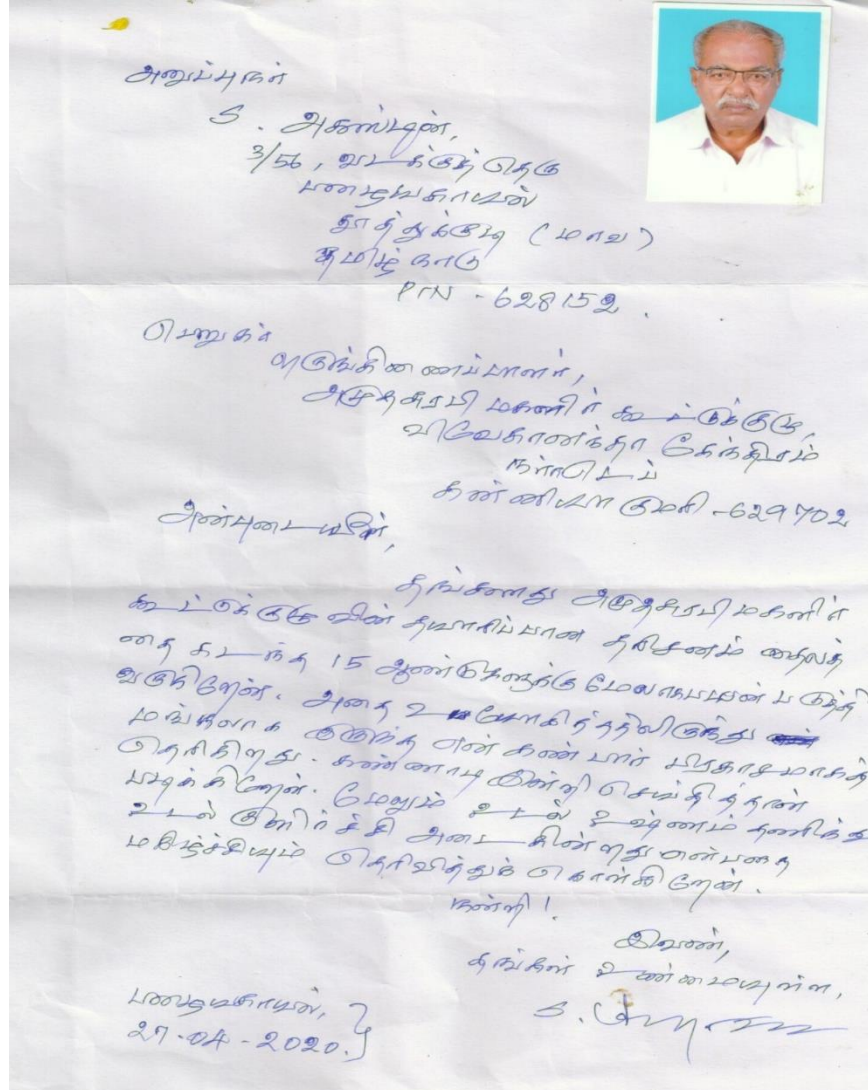 அனுப்புநர்
S. அகஸ்டின்,
3/56, வடக்குத் தெரு
பழையகாயல்
தூத்துக்குடி (மாவ)
தமிழ்நாடு
PIN - 628152.
பெறுநர்
ஒருங்கிணைப்பாளர்,
அமுதசுரபி மகளிர் கூட்டுக்குழு,
விவேகானந்தா கேந்திரம்
கன்னியாகுமரி - 629702
அன்புடையீர்,
தங்களது அமுதசுரபி மகளிர்
கூட்டுக்குழுவின் தயாரிப்பான தரிசனம் தைலத்
தை கடந்த 15 ஆண்டுகளுக்கு மேலாக பயன் படுத்தி
வருகிறேன். அதை உபயோகித்ததிலிருந்து
மங்கலாக இருந்த என் கண் பார் பிரகாசமாகத்
தெரிகிறது. கண்ணாடி இன்றி செய்தித்தாள்
படிக்கிறேன். மேலும் உடல் உஷ்ணம் தணிந்து
உடல் குளிர்ச்சி அடைகின்றது என்பதை
மகிழ்ச்சியும் தெரிவித்துக் கொள்கிறேன்.
நன்றி!
இவண்,
தங்கள் உண்மையுள்ள,
பழையகாயல்,
27-04-2020.
S.